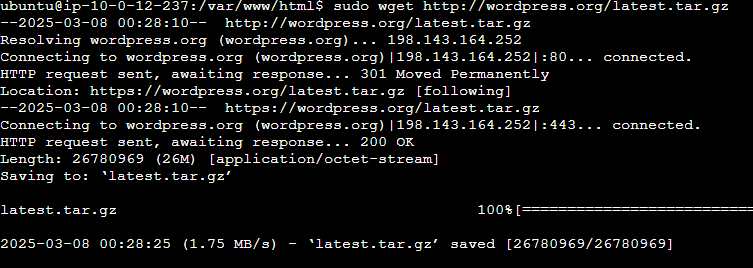 ubuntu@ip-10-0-12-237:/var/www/html$ sudo wget http://wordpress.org/latest.tar.gz
--2025-03-08 00:28:10--  http://wordpress.org/latest.tar.gz
Resolving wordpress.org (wordpress.org)... 198.143.164.252
Connecting to wordpress.org (wordpress.org)|198.143.164.252|:80... connected.
HTTP request sent, awaiting response... 301 Moved Permanently
Location: https://wordpress.org/latest.tar.gz [following]
--2025-03-08 00:28:10--  https://wordpress.org/latest.tar.gz
Connecting to wordpress.org (wordpress.org)|198.143.164.252|:443... connected.
HTTP request sent, awaiting response... 200 OK
Length: 26780969 (26M) [application/octet-stream]
Saving to: ‘latest.tar.gz’
latest.tar.gz 100%[===========================
2025-03-08 00:28:25 (1.75 MB/s) - ‘latest.tar.gz’ saved [26780969/26780969]